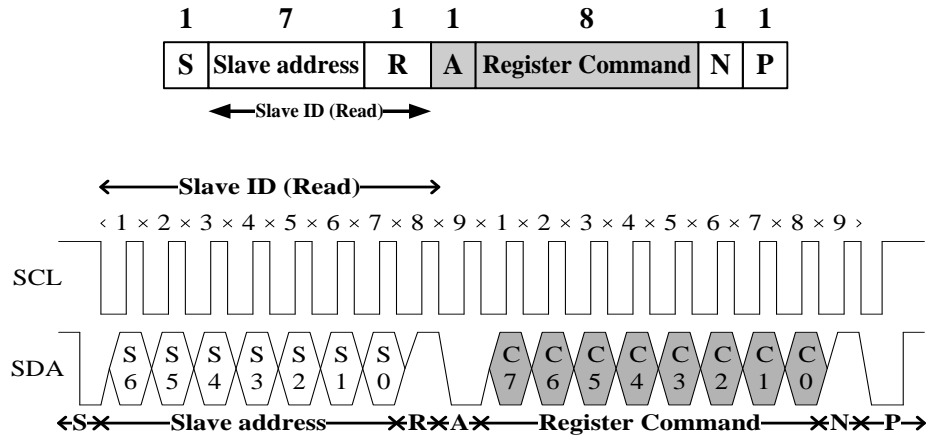 1 7 1 1 8 1 1
S Slave address R A Register Command N P
Slave ID (Read)
Slave ID (Read)
‹ 1 × 2 × 3 × 4 × 5 × 6 × 7 × 8 × 9 × 1 × 2 × 3 × 4 × 5 × 6 × 7 × 8 × 9 ›
SCL
SDA
S S S S S S S C C C C C C C C
6 5 4 3 2 1 0 7 6 5 4 3 2 1 0
S Slave address R A Register Command N P